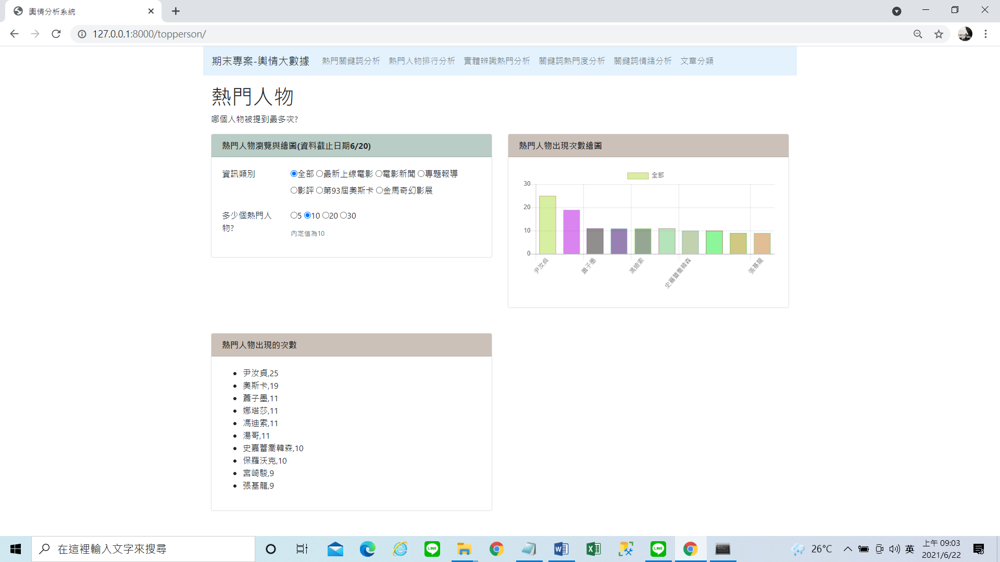 輿情分析系統
127.0.0.1:8000/topperson/
期末專案-輿情大數據 熱門關鍵詞分析 熱門人物排行分析 實體辨識熱門分析 關鍵詞熱門度分析 關鍵詞情緒分析 文章分類
熱門人物
哪個人物被提到最多次?
熱門人物瀏覽與繪圖(資料截止日期6/20)
資訊類別
全部 最新上線電影 電影新聞 專題報導
影評 第93屆奧斯卡 金馬奇幻影展
多少個熱門人
物?
5 10 20 30
內定值為10
熱門人物出現次數繪圖
全部
30
20
10
0
尹汝貞
蕭子墨
馮迪索
史嘉蕾喬韓森
張基龍
熱門人物出現的次數
尹汝貞,25
奧斯卡,19
蕭子墨,11
娜塔莎,11
馮迪索,11
湯哥,11
史嘉蕾喬韓森,10
保羅沃克,10
宮崎駿,9
張基龍,9
在這裡輸入文字來搜尋
26°C
英
上午 09:03
2021/6/22